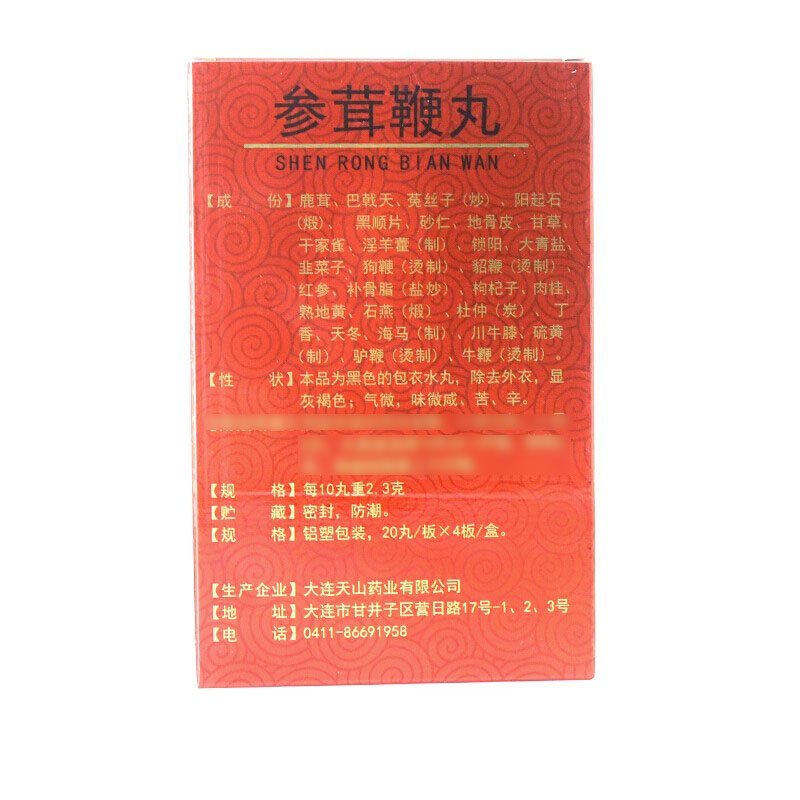 参茸鞭丸
SHEN RONG BIAN WAN
【成 份】鹿茸、巴戟天、菟丝子(炒)、阳起石
(煅)、 黑顺片、砂仁、地骨皮、甘草、
干家雀、淫羊藿(制)、锁阳、大青盐、
韭菜子、狗鞭(烫制)、貂鞭(烫制)、
红参、补骨脂(盐炒)、枸杞子、肉桂、
熟地黄、石燕(煅)、杜仲(炭)、丁
香、天冬、海马(制)、川牛膝、硫黄
(制)、驴鞭(烫制)、牛鞭(烫制)。
【性 状】本品为黑色的包衣水丸，除去外衣，显
灰褐色；气微，味微咸、苦、辛。
【规 格】每10丸重2.3克
【贮 藏】密封，防潮。
【规 格】铝塑包装，20丸/板×4板/盒。
【生产企业】大连天山药业有限公司
【地 址】大连市甘井子区营日路17号-1、2、3号
【电 话】0411-86691958